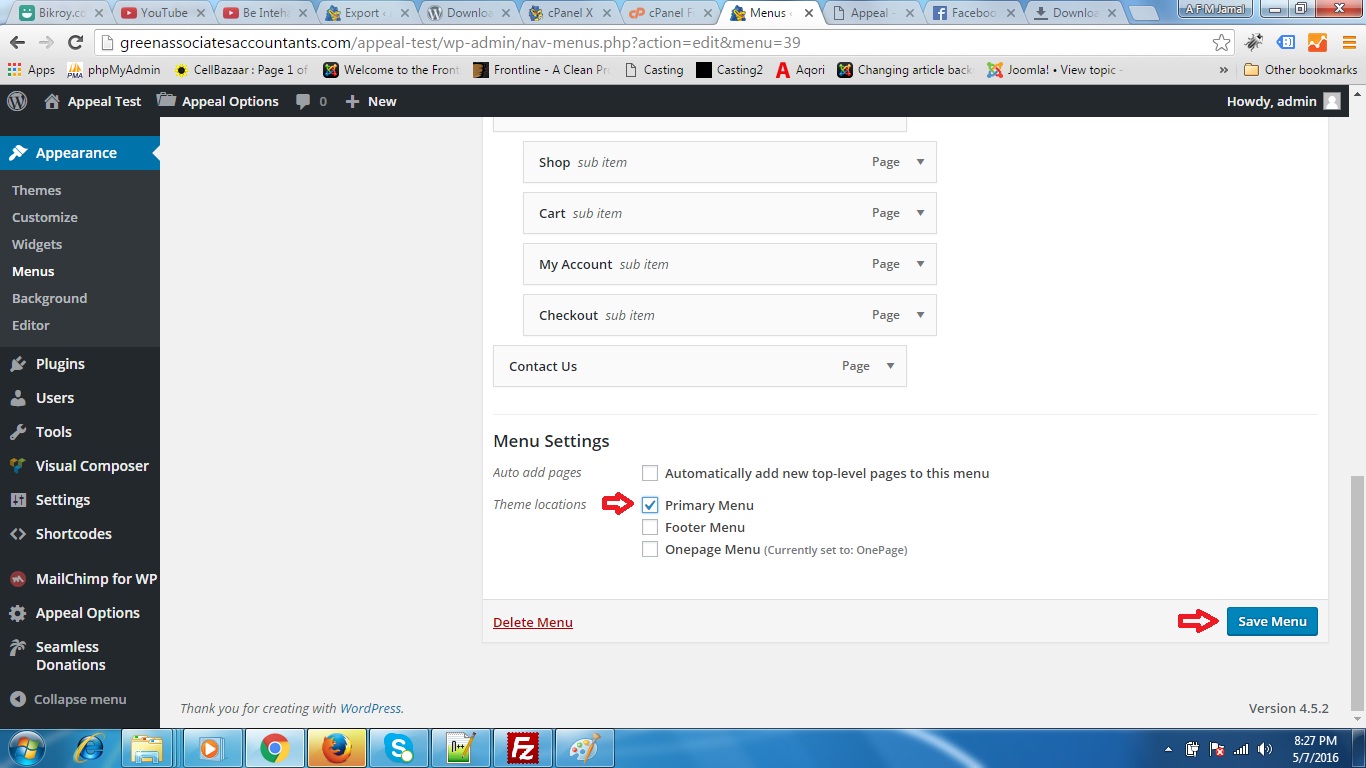 Bikroy.co
YouTube
Be Inteha
Export ‹
Downloa
cPanel X
cPanel F
Menus ‹
Appeal -
Faceboo
Downloa
A F M Jamal
greenassociatesaccountants.com/appeal-test/wp-admin/nav-menus.php?action=edit&menu=39
Apps
phpMyAdmin
CellBazaar : Page 1 of
Welcome to the Front
Frontline - A Clean Pro
Casting
Casting2
Aqori
Changing article back
Joomla! • View topic -
»
Other bookmarks
Appeal Test
Appeal Options
0
New
Howdy, admin
Appearance
Themes
Customize
Widgets
Menus
Background
Editor
Plugins
Users
Tools
Visual Composer
Settings
Shortcodes
MailChimp for WP
Appeal Options
Seamless
Donations
Collapse menu
Shop sub item Page
Cart sub item Page
My Account sub item Page
Checkout sub item Page
Contact Us Page
Menu Settings
Auto add pages Automatically add new top-level pages to this menu
Theme locations Primary Menu
Footer Menu
Onepage Menu (Currently set to: OnePage)
Delete Menu Save Menu
Thank you for creating with WordPress. Version 4.5.2
8:27 PM
5/7/2016